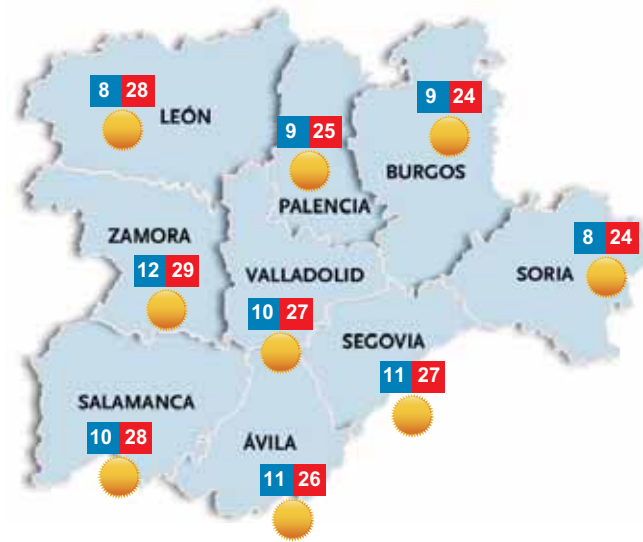 8 28
LEÓN
9 25
PALENCIA
9 24
BURGOS
ZAMORA
12 29
VALLADOLID
10 27
8 24
SORIA
SEGOVIA
11 27
SALAMANCA
10 28
ÁVILA
11 26